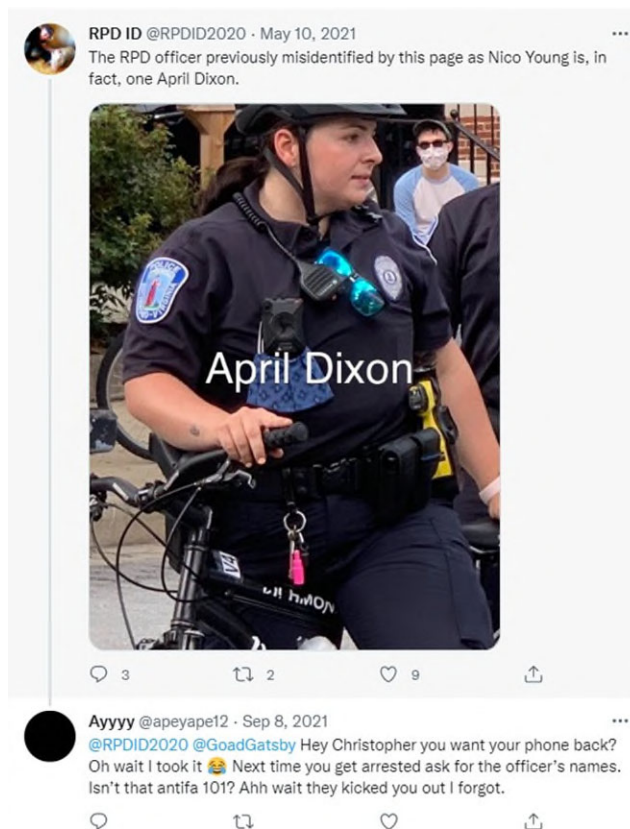 RPD ID @RPDID2020 · May 10, 2021
The RPD officer previously misidentified by this page as Nico Young is, in
fact, one April Dixon.
POLICE
April Dixon
3 2 9
Ayyyy @apeyape12 · Sep 8, 2021
@RPDID2020 @GoadGatsby Hey Christopher you want your phone back?
Oh wait I took it 😂 Next time you get arrested ask for the officer's names.
Isn't that antifa 101? Ahh wait they kicked you out I forgot.